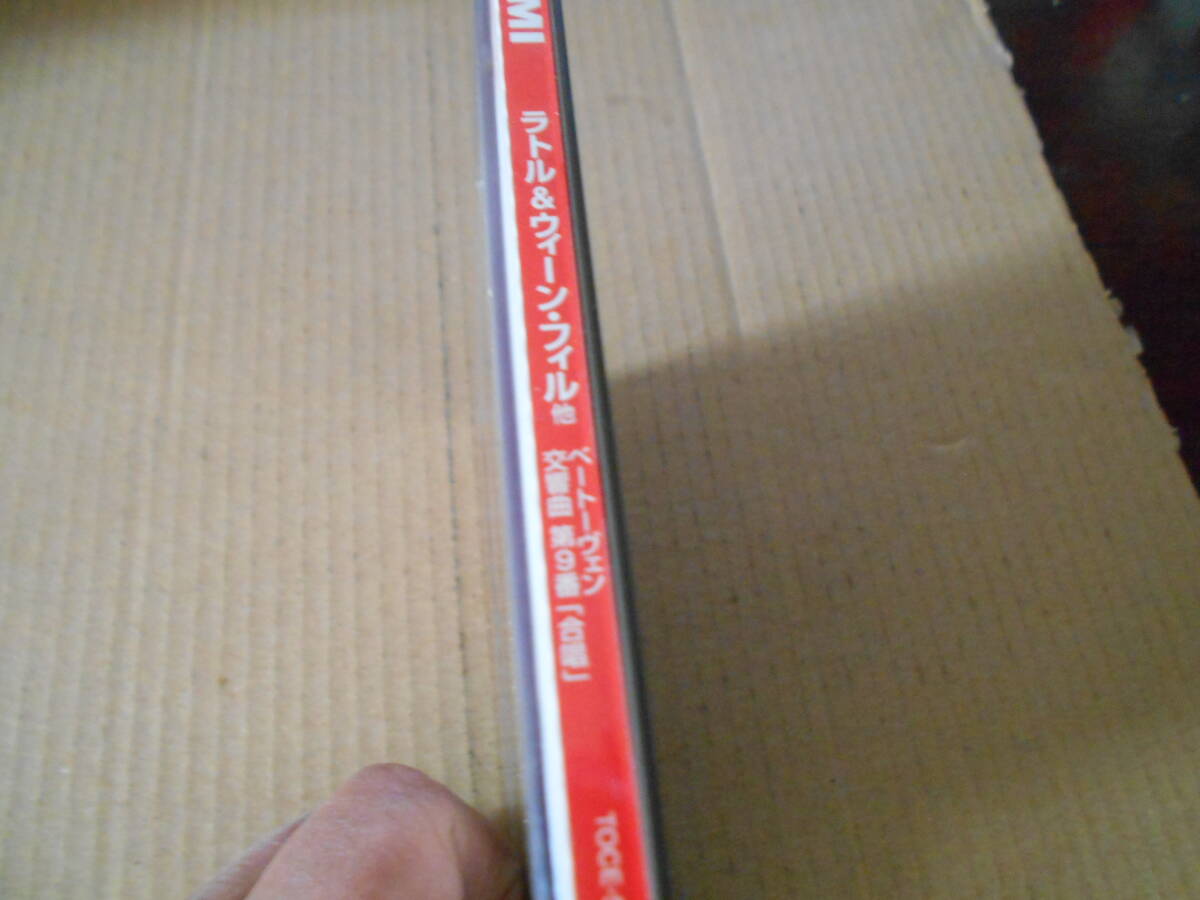 MI
ラトル&ウィーン・フィル他
ベートーヴェン
交響曲 第9番「合唱」
TOCE-